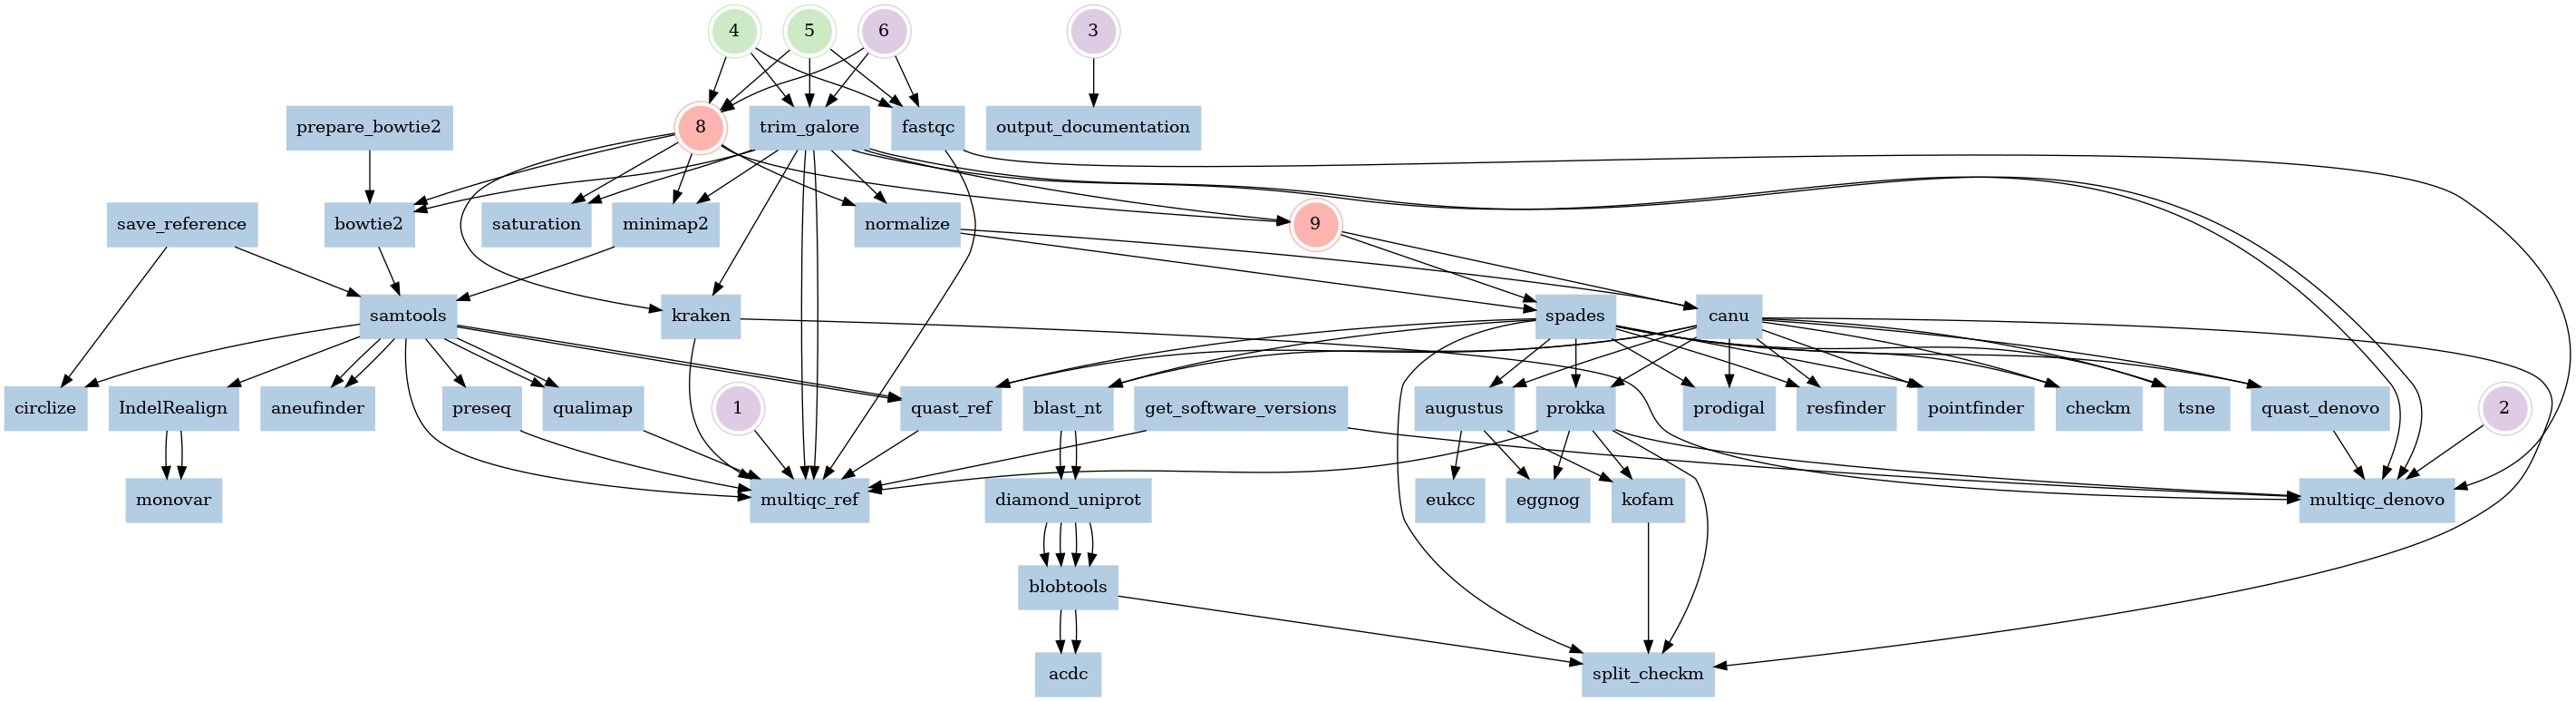 4
5
6
3
prepare_bowtie2
8
trim_galore
fastqc
output_documentation
save_reference
bowtie2
saturation
minimap2
normalize
9
samtools
kraken
spades
canu
circlize
IndelRealign
aneufinder
preseq
qualimap
1
quast_ref
blast_nt
get_software_versions
augustus
prokka
prodigal
resfinder
pointfinder
checkm
tsne
quast_denovo
2
monovar
multiqc_ref
diamond_uniprot
eukcc
eggnog
kofam
multiqc_denovo
blobtools
acdc
split_checkm